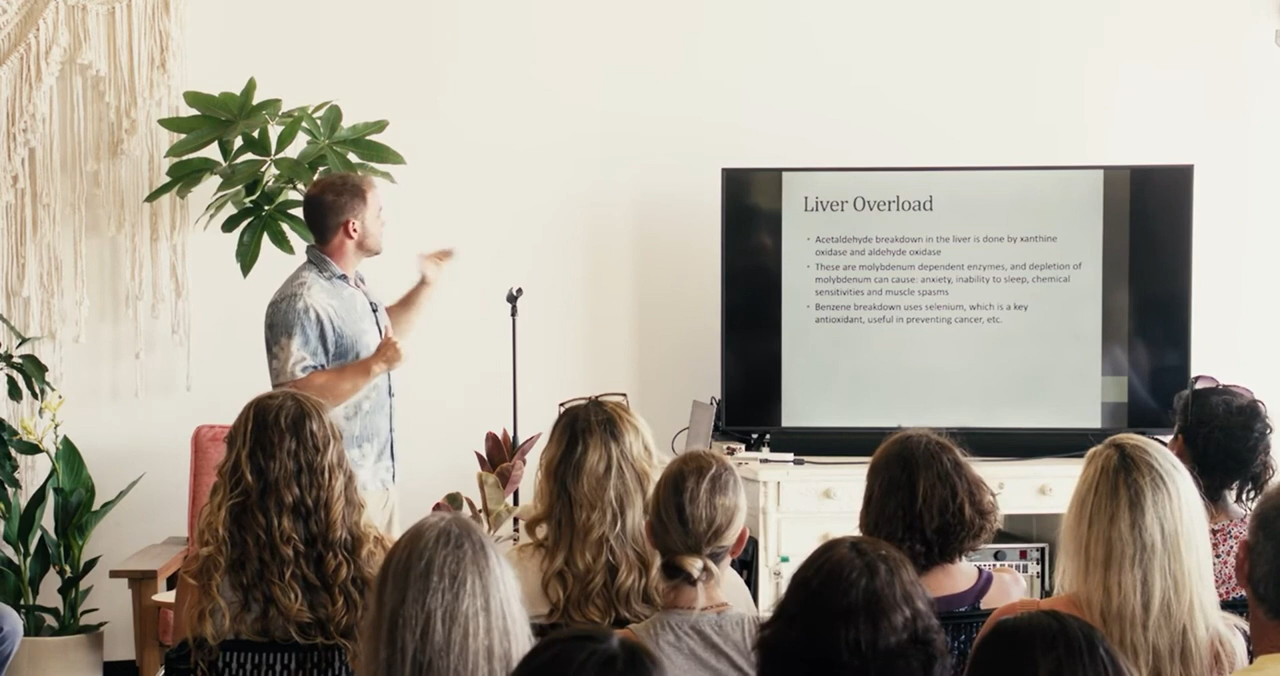 Liver Overload
• Acetaldehyde breakdown in the liver is done by xanthine
oxidase and aldehyde oxidase
• These are molybdenum dependent enzymes, and depletion of
molybdenum can cause: anxiety, inability to sleep, chemical
sensitivities and muscle spasms
• Benzene breakdown uses selenium, which is a key
antioxidant, useful in preventing cancer, etc.